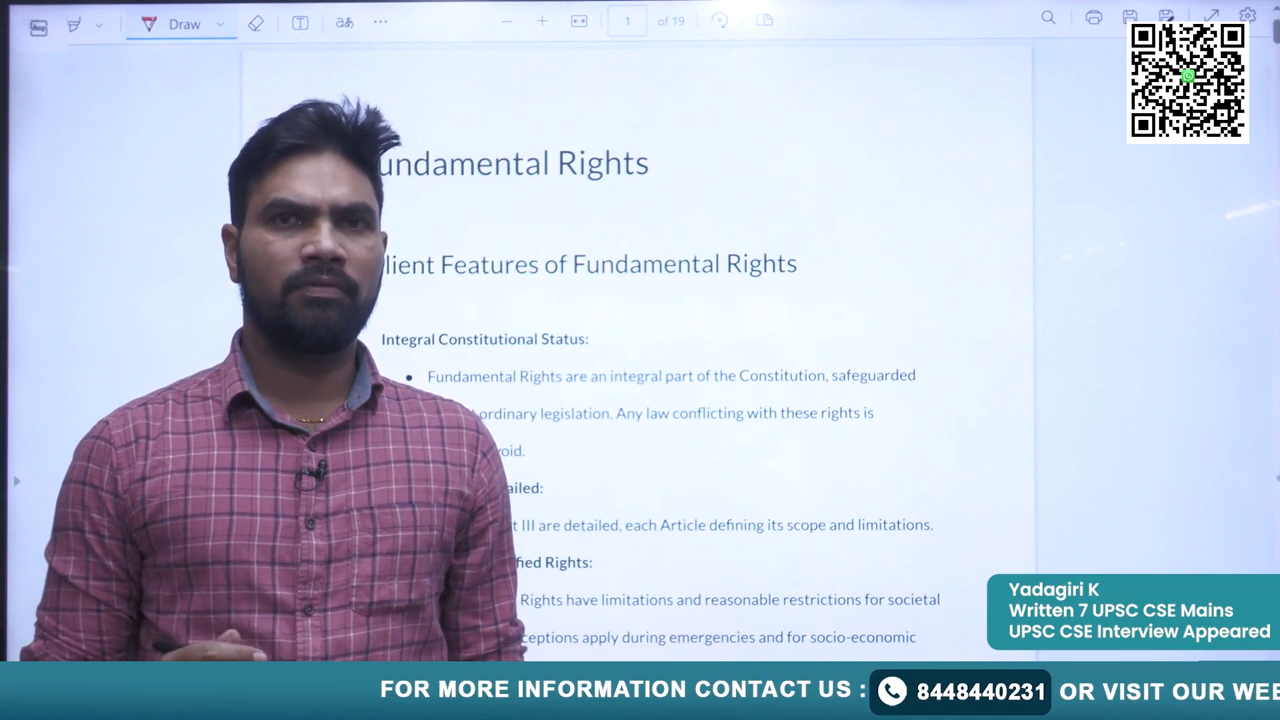 Draw
aあ
1 of 19
undamental Rights
lient Features of Fundamental Rights
Integral Constitutional Status:
Fundamental Rights are an integral part of the Constitution, safeguarded
ordinary legislation. Any law conflicting with these rights is
void.
ailed:
III are detailed, each Article defining its scope and limitations.
fied Rights:
Rights have limitations and reasonable restrictions for societal
ceptions apply during emergencies and for socio-economic
Yadagiri K
Written 7 UPSC CSE Mains
UPSC CSE Interview Appeared
FOR MORE INFORMATION CONTACT US : 8448440231 OR VISIT OUR WE